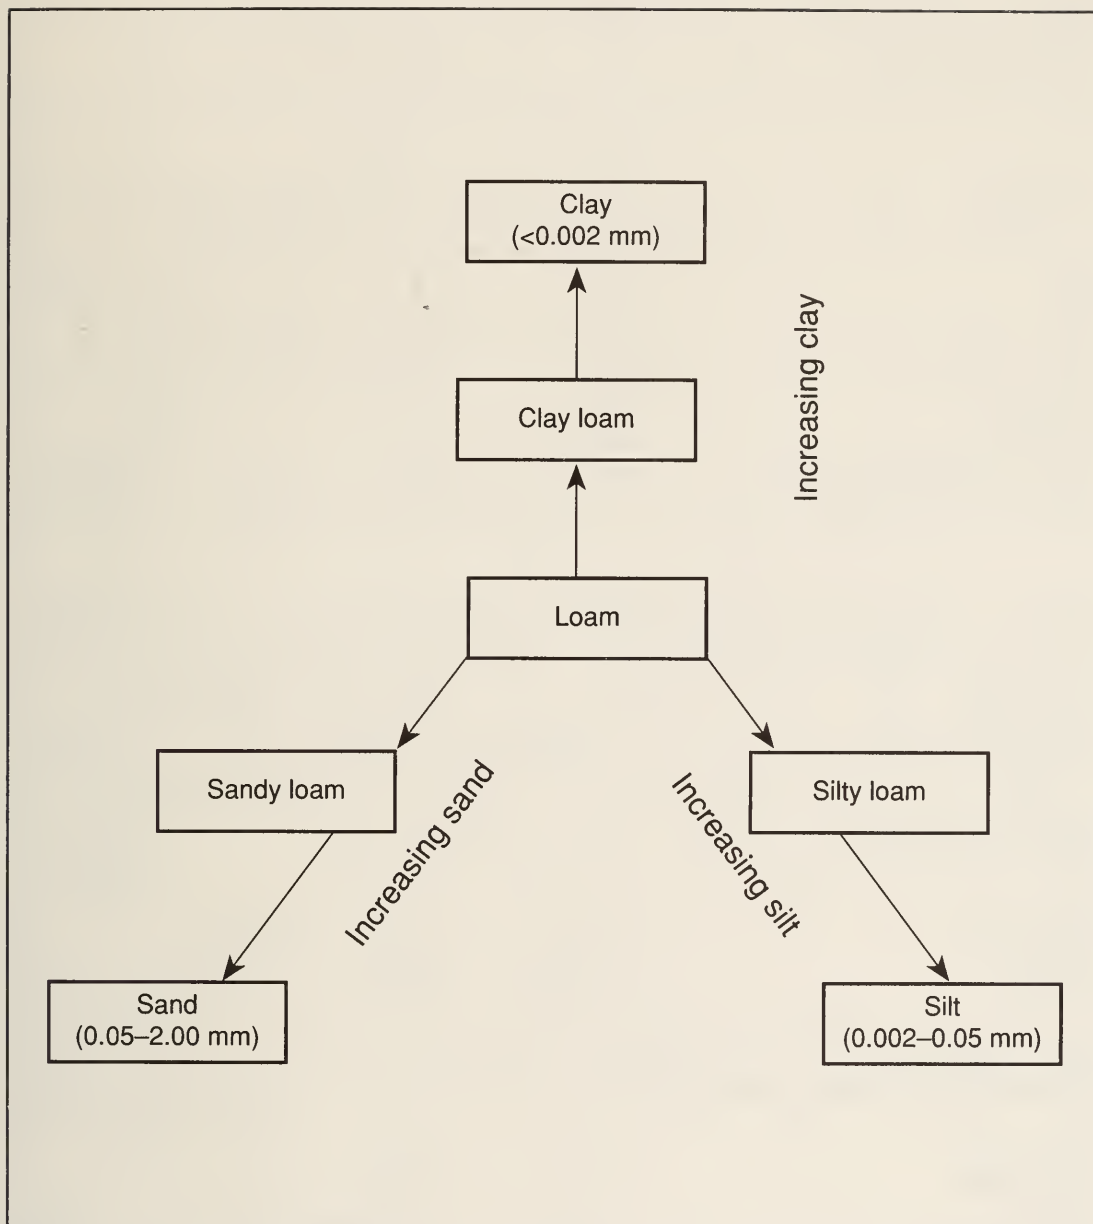 Clay
(<0.002 mm)
Increasing clay
Clay loam
Loam
Sandy loam
Increasing sand
Increasing silt
Silty loam
Sand
(0.05–2.00 mm)
Silt
(0.002–0.05 mm)